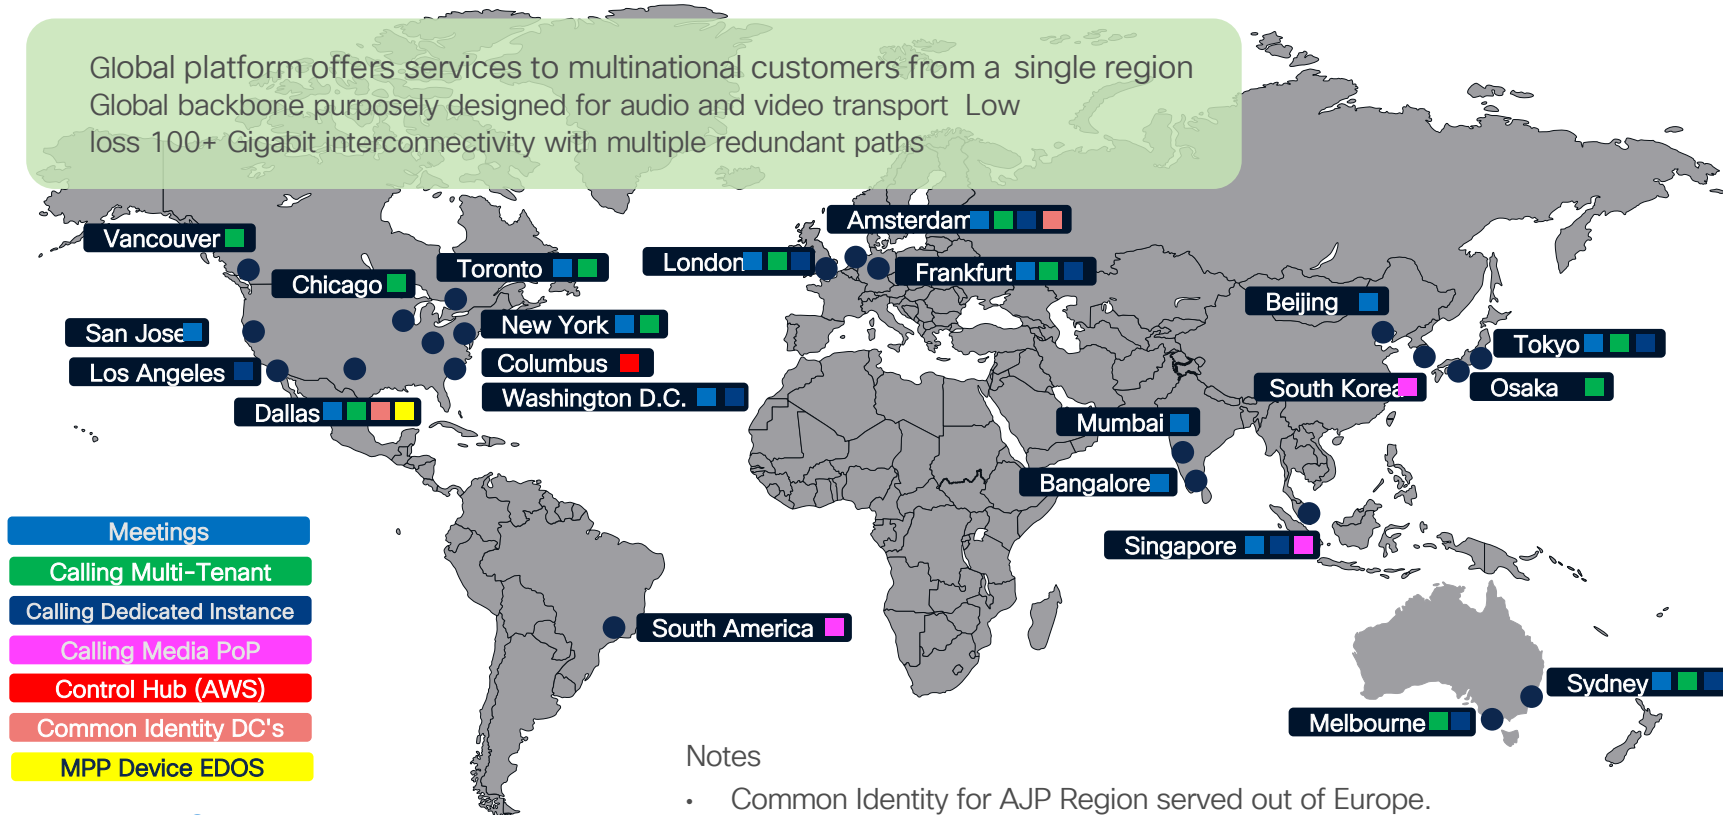 Global platform offers services to multinational customers from a single region
Global backbone purposely designed for audio and video transport Low
loss 100+ Gigabit interconnectivity with multiple redundant paths
Amsterdam
Vancouver
London
Toronto
Frankfurt
Chicago
Beijing
New York
San Jose
Tokyo
Columbus
Los Angeles
South Korea
Osaka
Washington D.C.
Dallas
Mumbai
Bangalore
Meetings
Singapore
Calling Multi-Tenant
Calling Dedicated Instance
South America
Calling Media PoP
Control Hub (AWS)
Sydney
Melbourne
Common Identity DC's
MPP Device EDOS
Notes
• Common Identity for AJP Region served out of Europe.